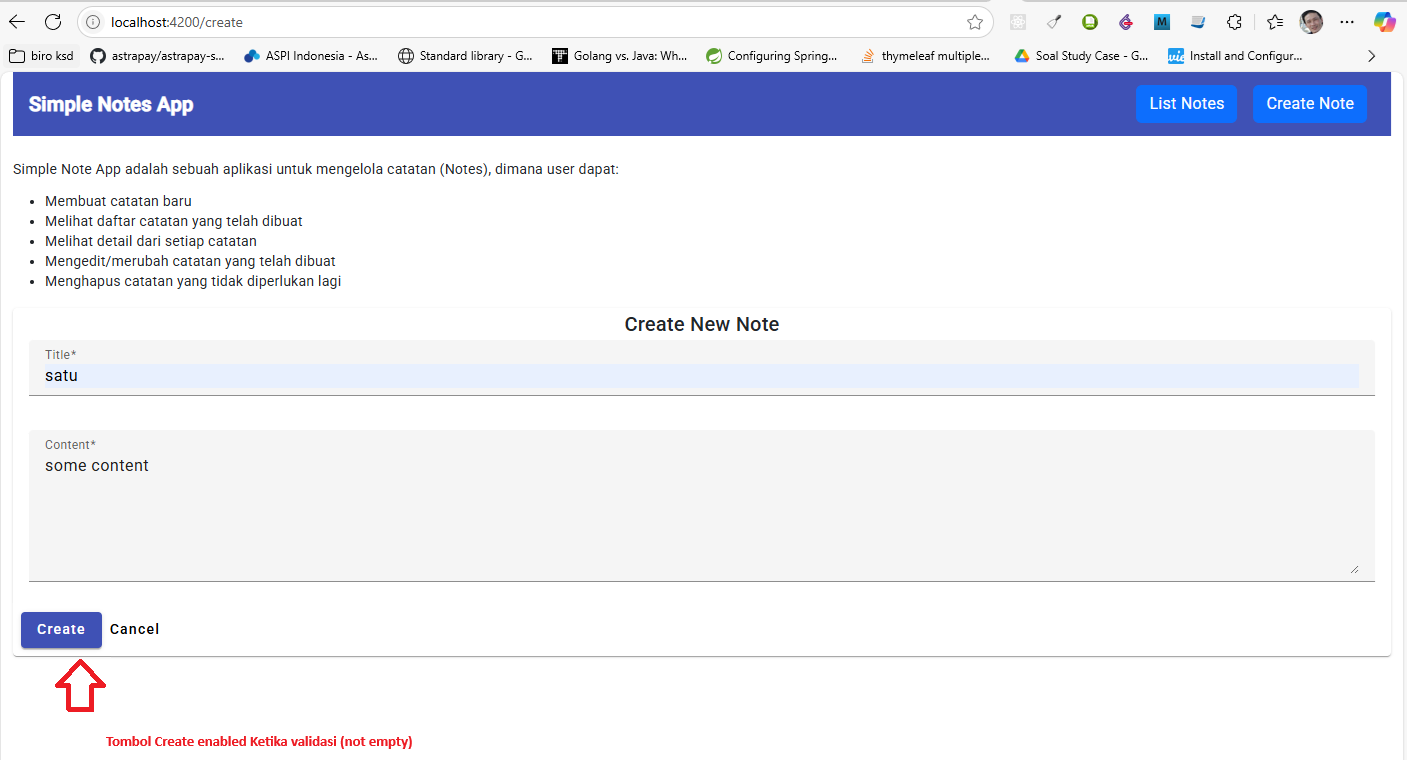 localhost:4200/create
biro ksd astrapay/astrapay-s... ASPI Indonesia - As... Standard library - G... Golang vs. Java: Wh... Configuring Spring... thymeleaf multiple... Soal Study Case - G... Install and Configur...
Simple Notes App List Notes Create Note
Simple Note App adalah sebuah aplikasi untuk mengelola catatan (Notes), dimana user dapat:
• Membuat catatan baru
• Melihat daftar catatan yang telah dibuat
• Melihat detail dari setiap catatan
• Mengedit/merubah catatan yang telah dibuat
• Menghapus catatan yang tidak diperlukan lagi
Create New Note
Title*
satu
Content*
some content
Create Cancel
Tombol Create enabled Ketika validasi (not empty)